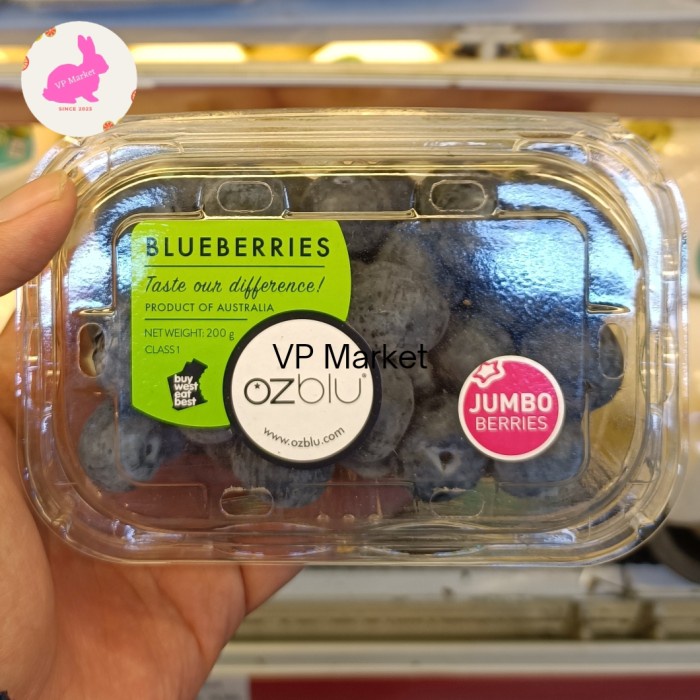 VP Market
SINCE 2023
BLUEBERRIES
Taste our difference!
PRODUCT OF AUSTRALIA
NET WEIGHT: 200 g
CLASS 1
buy
west
eat
best
VP Market
ozblu
www.ozblu.com
JUMBO
BERRIES